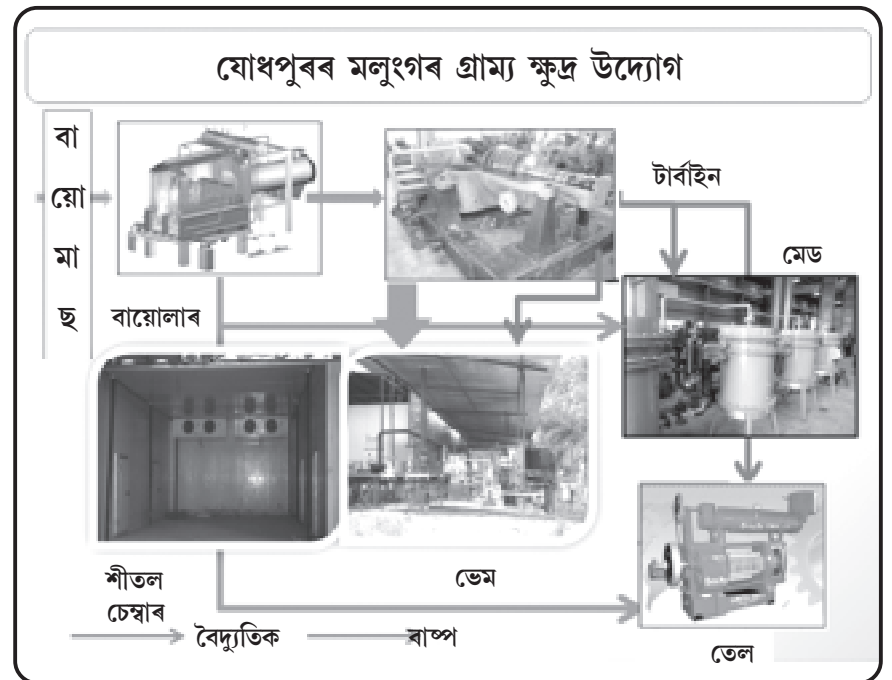 যোধপুৰৰ মলুংগৰ গ্ৰাম্য ক্ষুদ্ৰ উদ্যোগ
বা
য়ো
মা
ছ
টাৰ্বাইন
মেড
বায়োলাৰ
শীতল
চেম্বাৰ
ভেম
বৈদ্যুতিক
বাষ্প
তেল